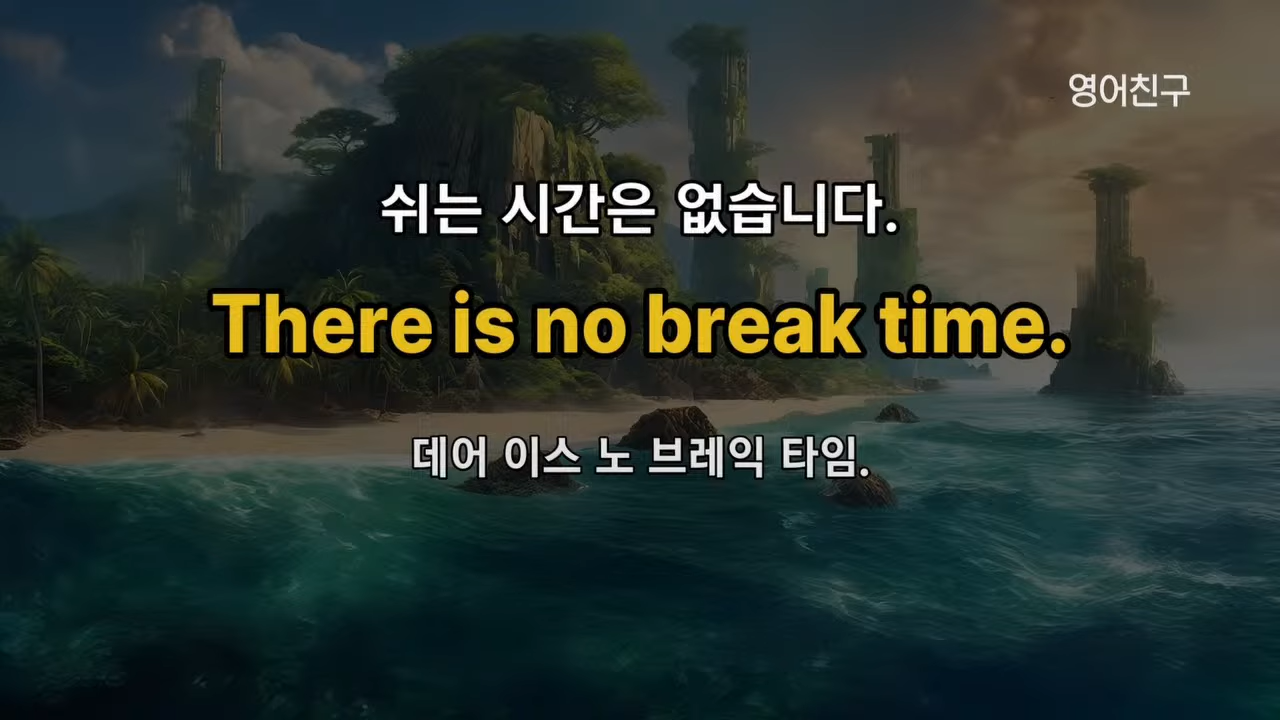 영어친구
쉬는 시간은 없습니다.
There is no break time.
데어 이스 노 브레익 타임.